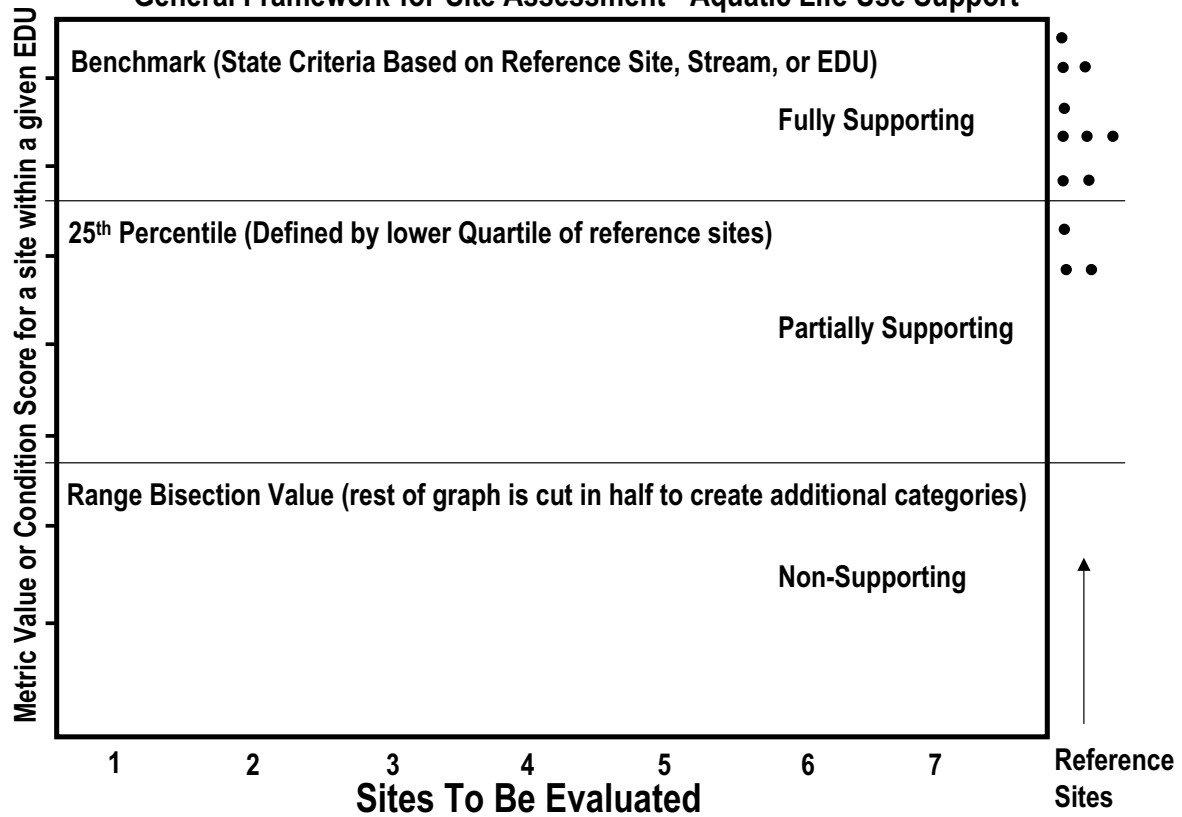 General Framework for Site Assessment - Aquatic Life Use Support
Metric Value or Condition Score for a site within a given EDU
Benchmark (State Criteria Based on Reference Site, Stream, or EDU)
Fully Supporting
25th Percentile (Defined by lower Quartile of reference sites)
Partially Supporting
Range Bisection Value (rest of graph is cut in half to create additional categories)
Non-Supporting
1 2 3 4 5 6 7
Sites To Be Evaluated
Reference
Sites